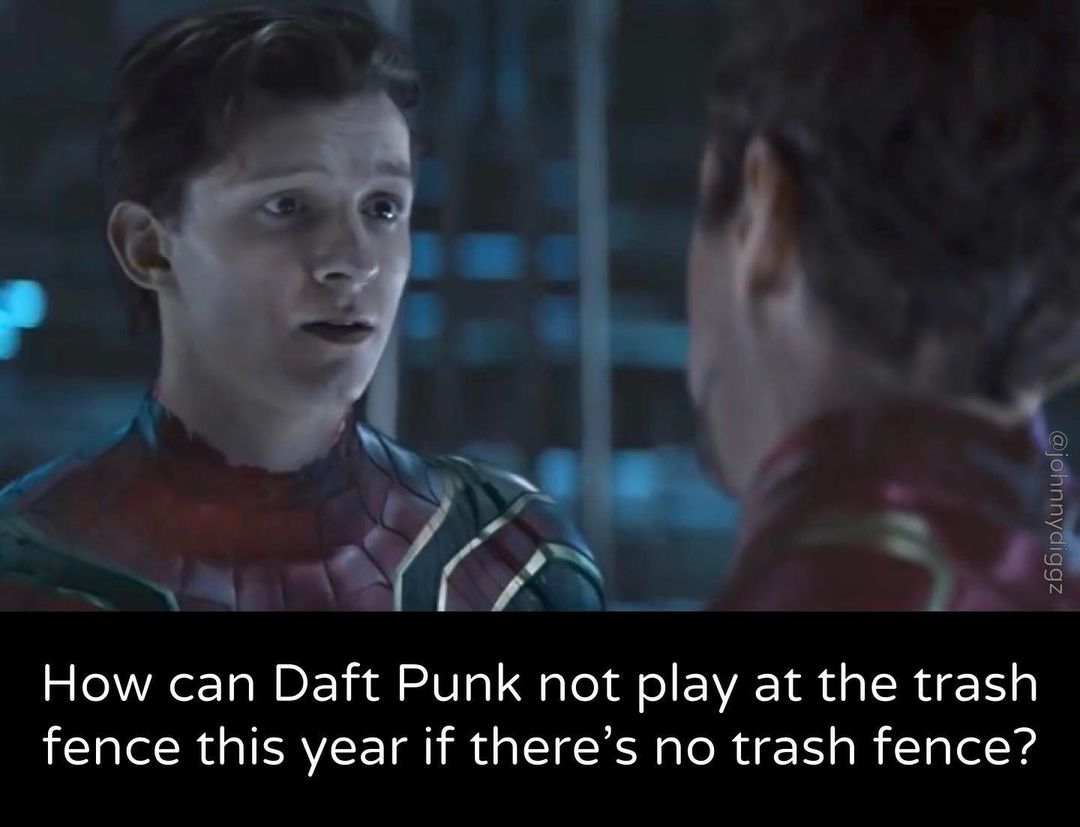 @johnnydiggz
How can Daft Punk not play at the trash
fence this year if there’s no trash fence?